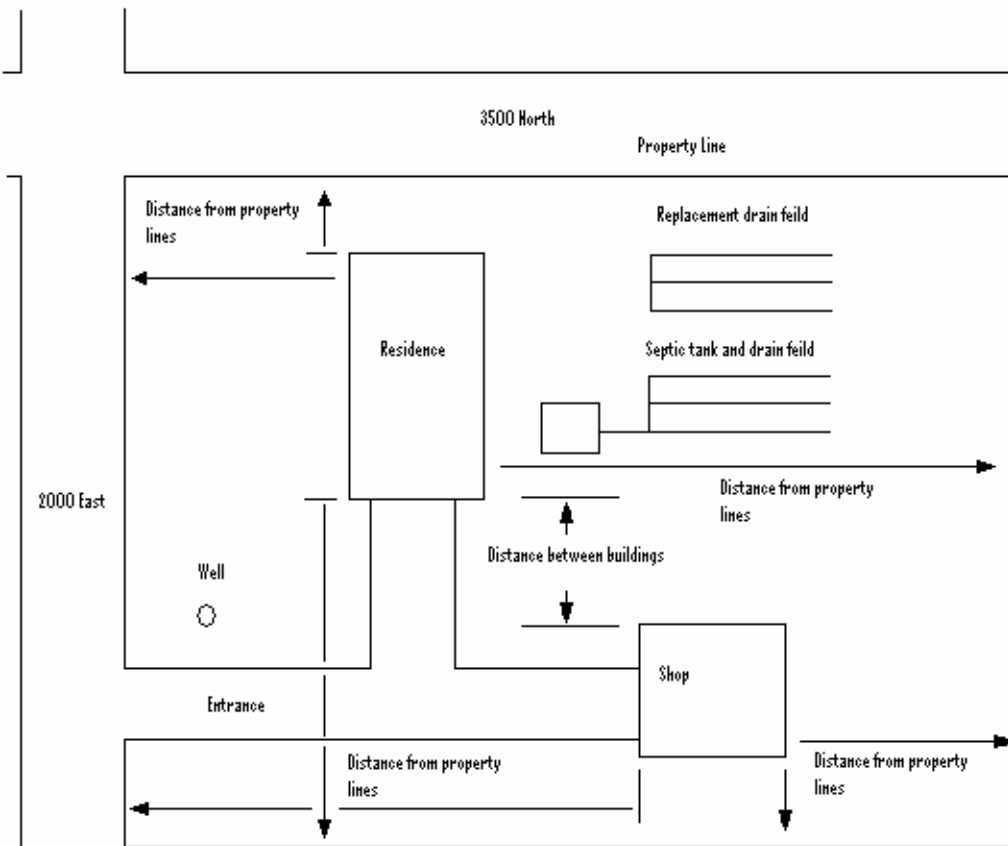 3500 North
Property Line
Distance from property
lines
Replacement drain feild
Residence
Septic tank and drain feild
Distance from property
lines
2000 East
Distance between buildings
Well
Shop
Entrance
Distance from property
lines
Distance from property
lines